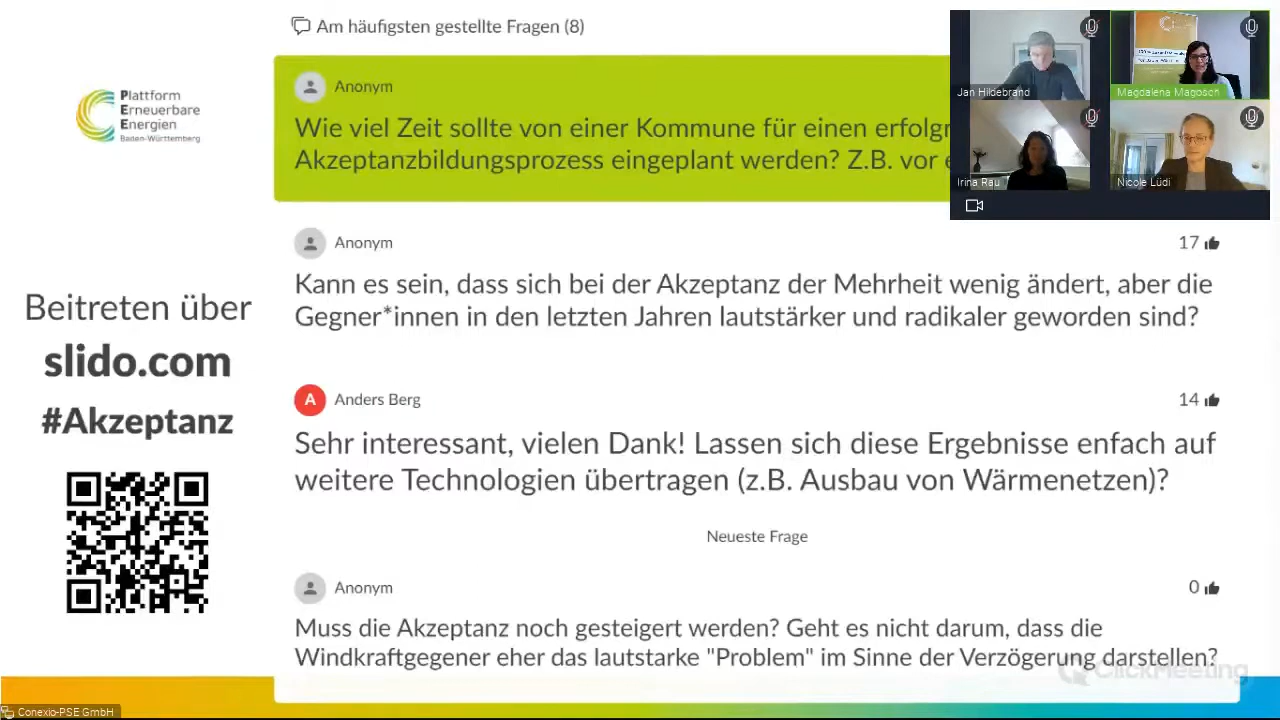 Am häufigsten gestellte Fragen (8)
Plattform
Erneuerbare
Energien
Baden-Württemberg
Beitreten über
slido.com
#Akzeptanz
Anonym
Wie viel Zeit sollte von einer Kommune für einen
Akzeptanzbildungsprozess eingeplant werden? Z.B. vor
Anonym
17
Kann es sein, dass sich bei der Akzeptanz der Mehrheit wenig ändert, aber die
Gegner*innen in den letzten Jahren lautstärker und radikaler geworden sind?
A
Anders Berg
14
Sehr interessant, vielen Dank! Lassen sich diese Ergebnisse enfach auf
weitere Technologien übertragen (z.B. Ausbau von Wärmenetzen)?
Neueste Frage
Anonym
0
Muss die Akzeptanz noch gesteigert werden? Geht es nicht darum, dass die
Windkraftgegener eher das lautstarke "Problem" im Sinne der Verzögerung darstellen?
Jan Hildebrand
Magdalena Magosch
Irina Rau
Nicole Lüdi
ClickMeeting
Conexio-PSE GmbH